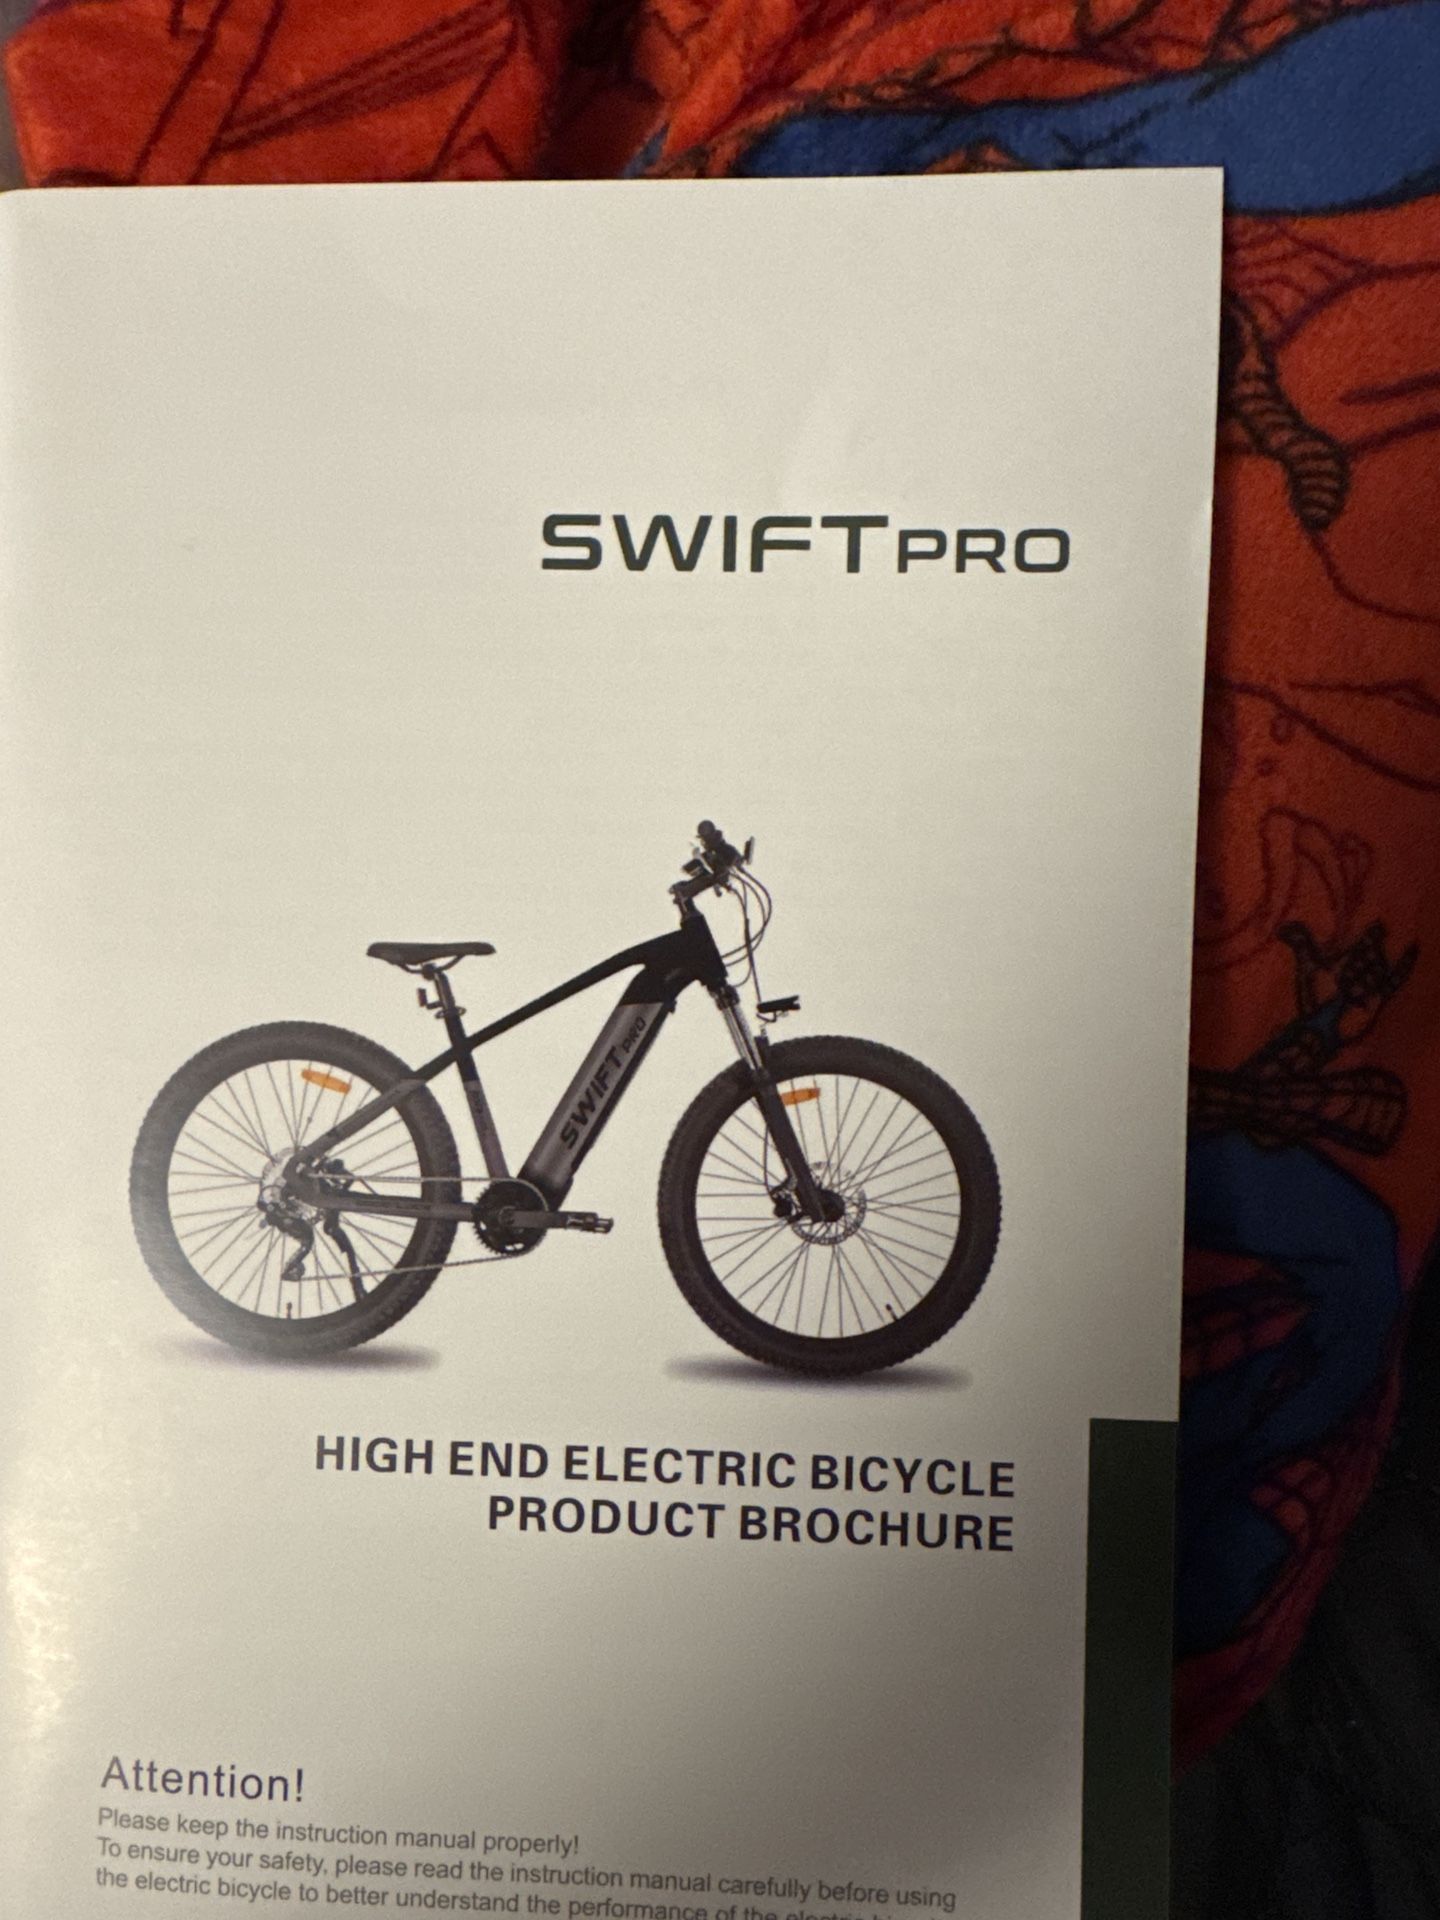 SWIFTPRO
SWIFT PRO
HIGH END ELECTRIC BICYCLE
PRODUCT BROCHURE
Attention!
Please keep the instruction manual properly!
To ensure your safety, please read the instruction manual carefully before using
the electric bicycle to better understand the performance of the electric